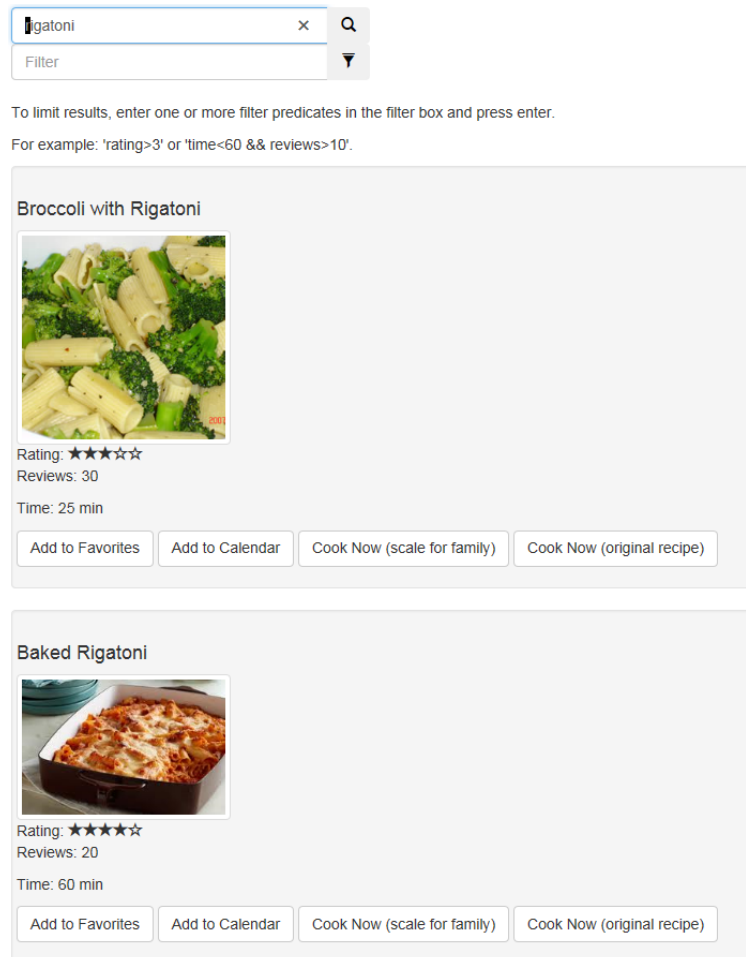 rigatoni
Filter
To limit results, enter one or more filter predicates in the filter box and press enter.
For example: 'rating>3' or 'time<60 && reviews>10'.
Broccoli with Rigatoni
2007
Rating: ★★★☆☆
Reviews: 30
Time: 25 min
Add to Favorites Add to Calendar Cook Now (scale for family) Cook Now (original recipe)
Baked Rigatoni
Rating: ★★★★☆
Reviews: 20
Time: 60 min
Add to Favorites Add to Calendar Cook Now (scale for family) Cook Now (original recipe)